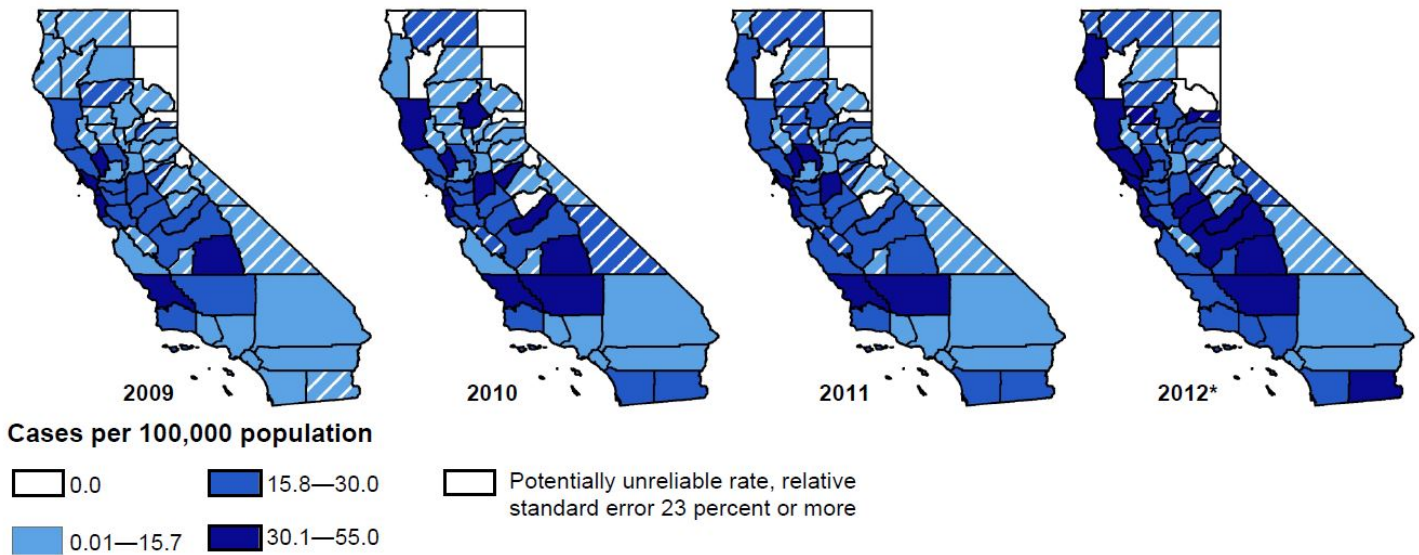 2009
2010
2011
2012*
Cases per 100,000 population
0.0
15.8—30.0
Potentially unreliable rate, relative
standard error 23 percent or more
0.01—15.7
30.1—55.0